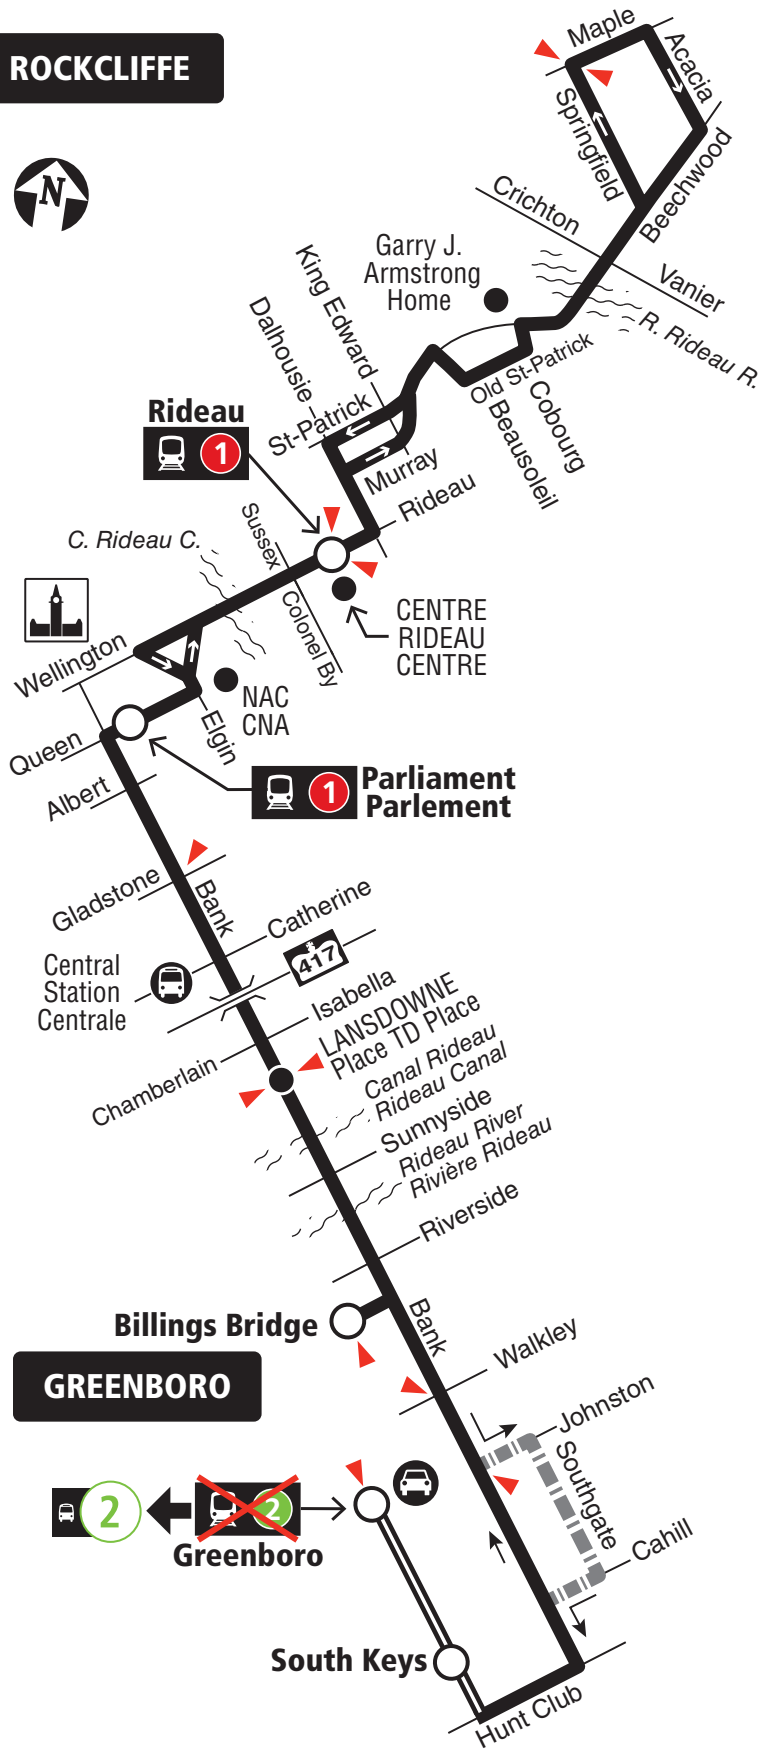 ROCKCLIFFE
N
Maple
Acacia
Springfield
Beechwood
Crichton
Vanier
R. Rideau R.
Garry J.
Armstrong
Home
King Edward
Dalhousie
St-Patrick
Old St-Patrick
Cobourg
Beausoleil
Murray
Rideau
1
Rideau
C. Rideau C.
Sussex
Colonel By
CENTRE
RIDEAU
CENTRE
Wellington
NAC
CNA
Elgin
Queen
Albert
1
Parliament
Parlement
Gladstone
Bank
Catherine
417
Central
Station
Centrale
Isabella
Chamberlain
LANSDOWNE
Place TD Place
Canal Rideau
Rideau Canal
Sunnyside
Rideau River
Rivière Rideau
Riverside
Billings Bridge
Bank
Walkley
GREENBORO
Johnston
Southgate
Cahill
2
2
Greenboro
South Keys
Hunt Club